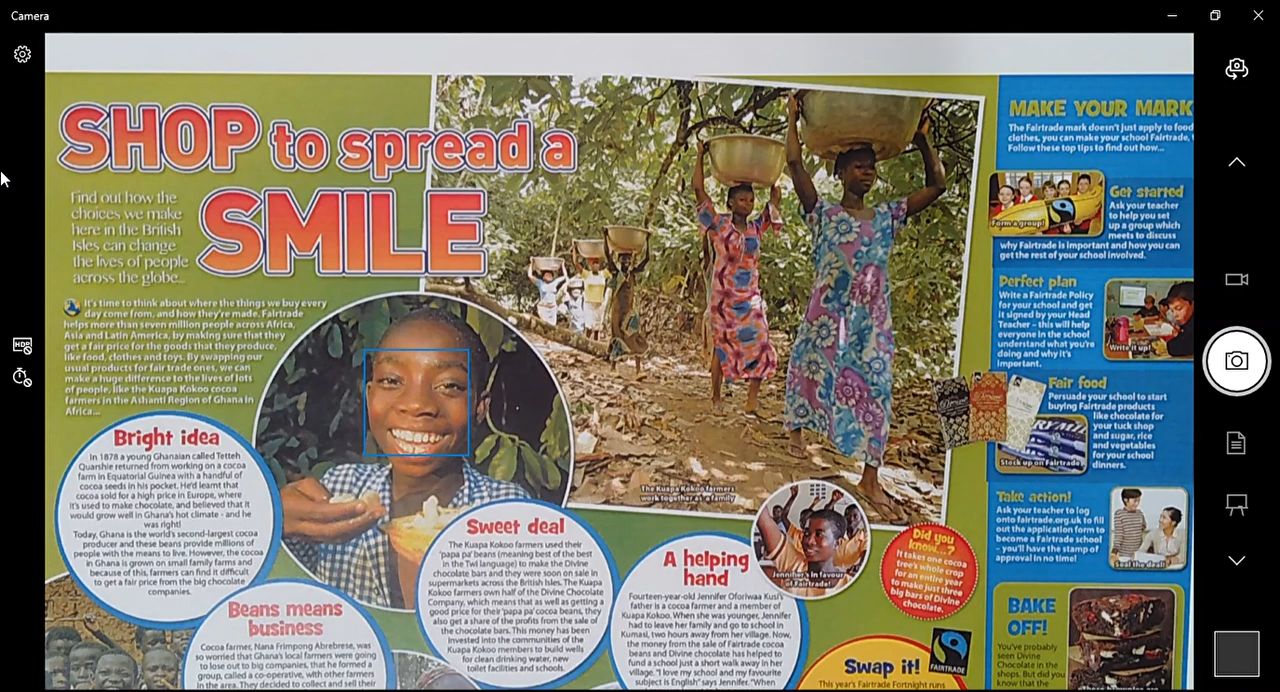 Camera
SHOP to spread a
SMILE
Find out how the
choices we make
here in the British
Isles can change
the lives of people
across the globe...
It's time to think about where the things we buy every
day come from, and how they're made. Fairtrade
helps more than seven million people across Africa,
Asia and Latin America, by making sure that they
get a fair price for the goods that they produce,
like food, clothes and toys. By swapping our
usual products for fair trade ones, we can
make a huge difference to the lives of lots
of people, like the Kuapa Kokoo cocoa
farmers in the Ashanti Region of Ghana in
Africa...
Bright idea
In 1878 a young Ghanaian called Tetteh
Quarshie returned from working on a cocoa
farm in Equatorial Guinea with a handful of
cocoa seeds in his pocket. He'd learnt that
cocoa sold for a high price in Europe, where
it's used to make chocolate, and believed that it
would grow well in Ghana's hot climate - and he
was right!
Today, Ghana is the world's second-largest cocoa
producer and these beans provide millions of
people with the means to live. However, the cocoa
in Ghana is grown on small family farms and
because of this, farmers can find it difficult
to get a fair price from the big chocolate
companies.
Beans means
business
Cocoa farmer, Nana Frimpong Abrebrese, was
so worried that Ghana's local farmers were going
to lose out to big companies, that he formed a
group, called a co-operative, with other farmers
in the area. They decided to collect and sell their
Sweet deal
The Kuapa Kokoo farmers used their
'papa pa' beans (meaning best of the best
in the Twi language) to make the Divine
chocolate bars and they were soon on sale in
supermarkets across the British Isles. The Kuapa
Kokoo farmers own half of the Divine Chocolate
Company, which means that as well as getting a
good price for their 'papa pa' cocoa beans, they
also get a share of the profits from the sale of
the chocolate bars. This money has been
invested into the communities of the
Kuapa Kokoo members to build wells
for clean drinking water, new
toilet facilities and schools.
The Kuapa Kokoo farmers
work together as a family
A helping
hand
Fourteen-year-old Jennifer Oforiwaa Kusi's
father is a cocoa farmer and a member of
Kuapa Kokoo. When she was younger, Jennifer
had to leave her family and go to school in
Kumasi, two hours away from her village. Now,
the money from the sale of Fairtrade cocoa
beans and Divine chocolate has helped to
fund a school just a short walk away in her
village. "I love my school and my favourite
subject is English" says Jennifer. "When
Jennifer's in favour
of Fairtrade!
Did you
know...?
It takes one cocoa
tree's whole crop
for an entire year
to make just three
big bars of Divine
chocolate.
Swap it!
This year's Fairtrade Fortnight runs
FAIRTRADE
MAKE YOUR MARK
The Fairtrade mark doesn't just apply to food
clothes, you can make your school Fairtrade,
Follow these top tips to find out how...
Form a group!
Get started
Ask your teacher
to help you set
up a group which
meets to discuss
why Fairtrade is important and how you can
get the rest of your school involved.
Perfect plan
Write a Fairtrade Policy
for your school and get
it signed by your Head
Teacher - this will help
everyone in the school
understand what you're
doing and why it's
important.
Write it up!
Fair food
Persuade your school to start
buying Fairtrade products
like chocolate for
your tuck shop
and sugar, rice
and vegetables
for your school
dinners.
Stock up on Fairtrade!
Take action!
Ask your teacher to log
onto fairtrade.org.uk to fill
out the application form to
become a Fairtrade school
- you'll have the stamp of
approval in no time!
Seal the deal!
BAKE
OFF!
You've probably
seen Divine
Chocolate in the
shops. But did you
know that the